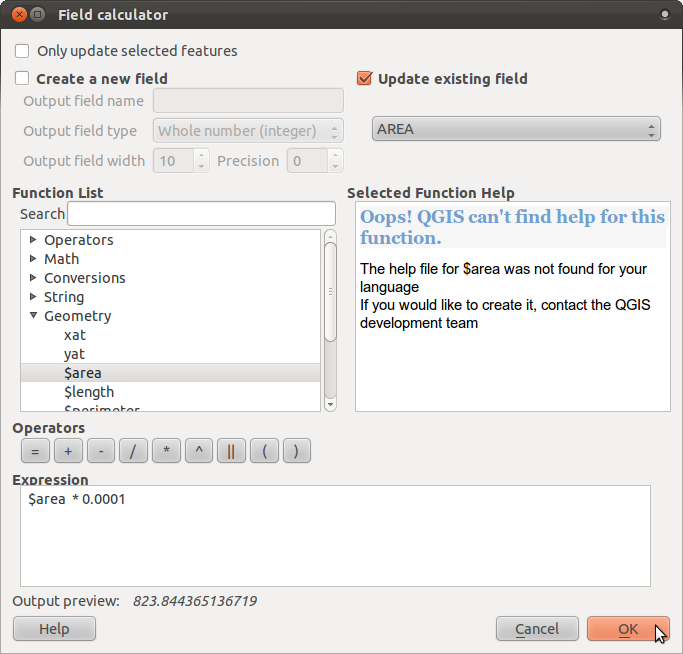 Field calculator
Only update selected features
Create a new field
Update existing field
Output field name
Output field type Whole number (integer)
AREA
Output field width 10 Precision 0
Function List
Selected Function Help
Search
Operators
Math
Conversions
String
Geometry
xat
yat
$area
$length
$perimeter
Oops! QGIS can't find help for this
function.
The help file for $area was not found for your
language
If you would like to create it, contact the QGIS
development team
Operators
= + - / * ^ || ( )
Expression
$area * 0.0001
Output preview: 823.844365136719
Help Cancel OK